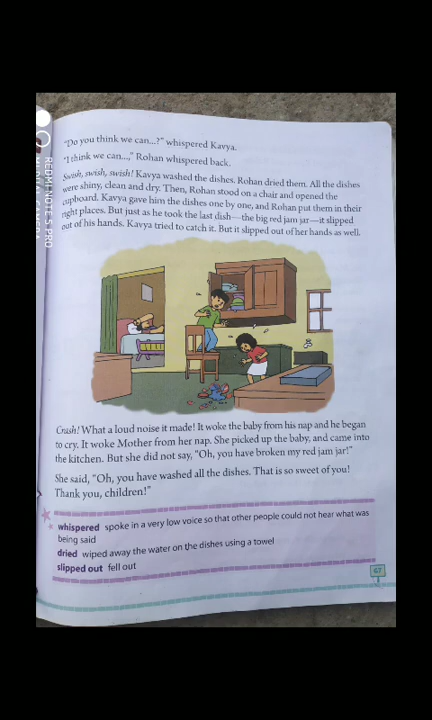 "Do you think we can...?" whispered Kavya.
"I think we can...," Rohan whispered back.
Swish, swish, swish! Kavya washed the dishes. Rohan dried them. All the dishes
were shiny, clean and dry. Then, Rohan stood on a chair and opened the
cupboard. Kavya gave him the dishes one by one, and Rohan put them in their
right places. But just as he took the last dish—the big red jam jar—it slipped
out of his hands. Kavya tried to catch it. But it slipped out of her hands as well.
Crash! What a loud noise it made! It woke the baby from his nap and he began
to cry. It woke Mother from her nap. She picked up the baby, and came into
the kitchen. But she did not say, "Oh, you have broken my red jam jar!"
She said, "Oh, you have washed all the dishes. That is so sweet of you!
Thank you, children!"
whispered spoke in a very low voice so that other people could not hear what was
being said
dried wiped away the water on the dishes using a towel
slipped out fell out
67
REDMI NOTE 5 PRO